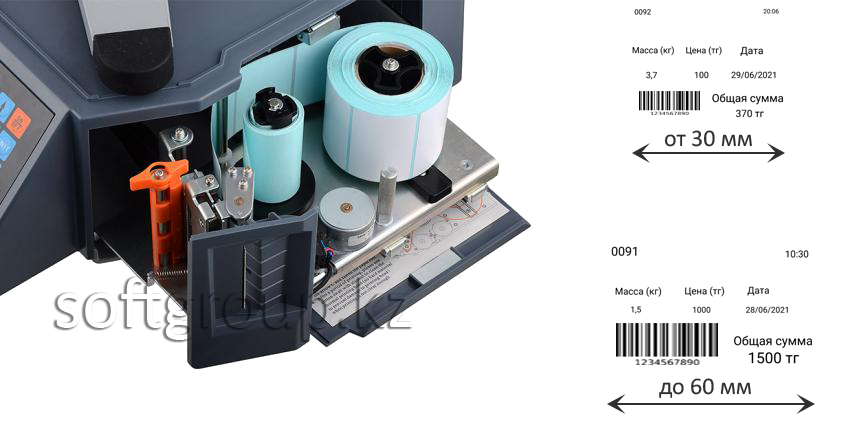 0092 20:06
Масса (кг) Цена (тг) Дата
3,7 100 29/06/2021
Общая сумма
370 тг
1234567890
от 30 мм
0091 10:30
Масса (кг) Цена (тг) Дата
1,5 1000 28/06/2021
Общая сумма
1500 тг
1234567890
до 60 мм
softgroup.kz